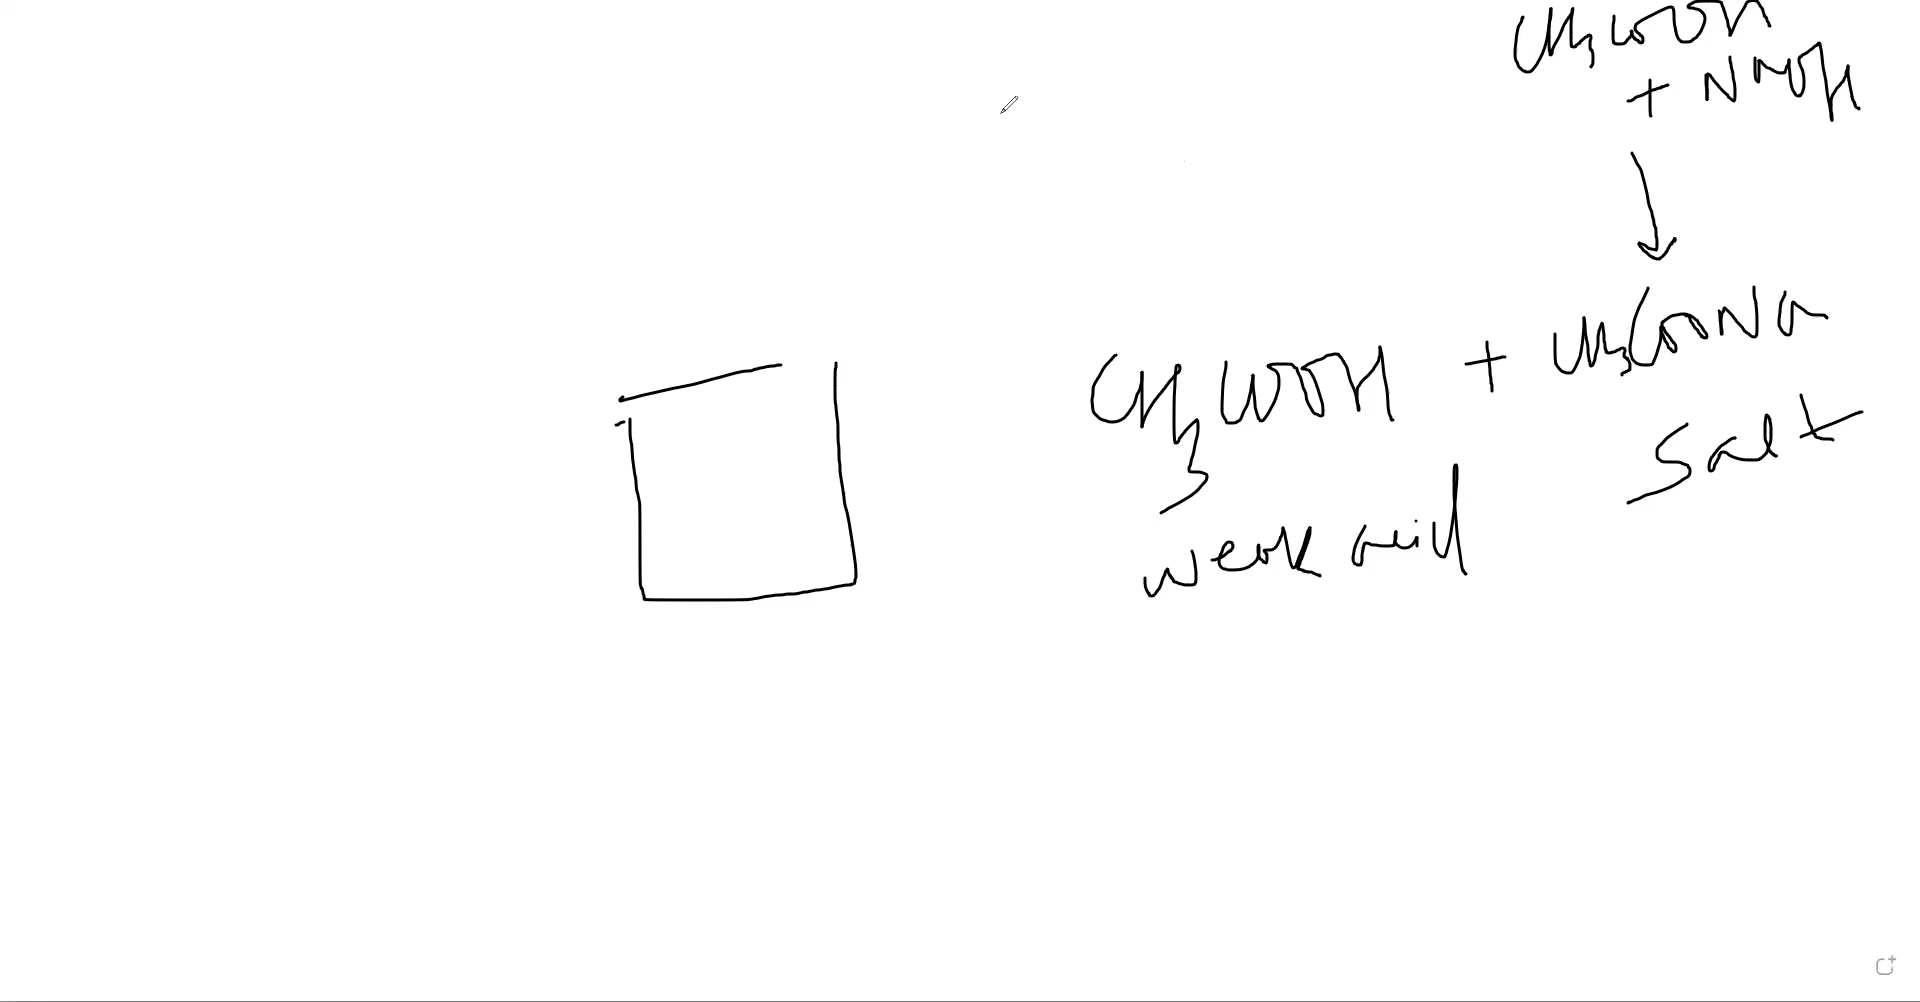 CH3COOH
+ NaOH
CH3COOH + CH3COONa
weak acid
salt